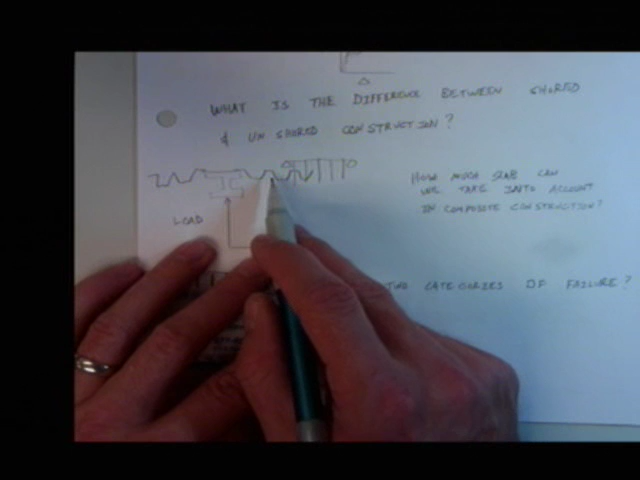 WHAT IS THE DIFFERENCE BETWEEN SHORED
& UN SHORED CONSTRUCTION?
HOW MUCH SLAB CAN
WE TAKE INTO ACCOUNT
IN COMPOSITE CONSTRUCTION?
LOAD
TWO CATEGORIES OF FAILURE?